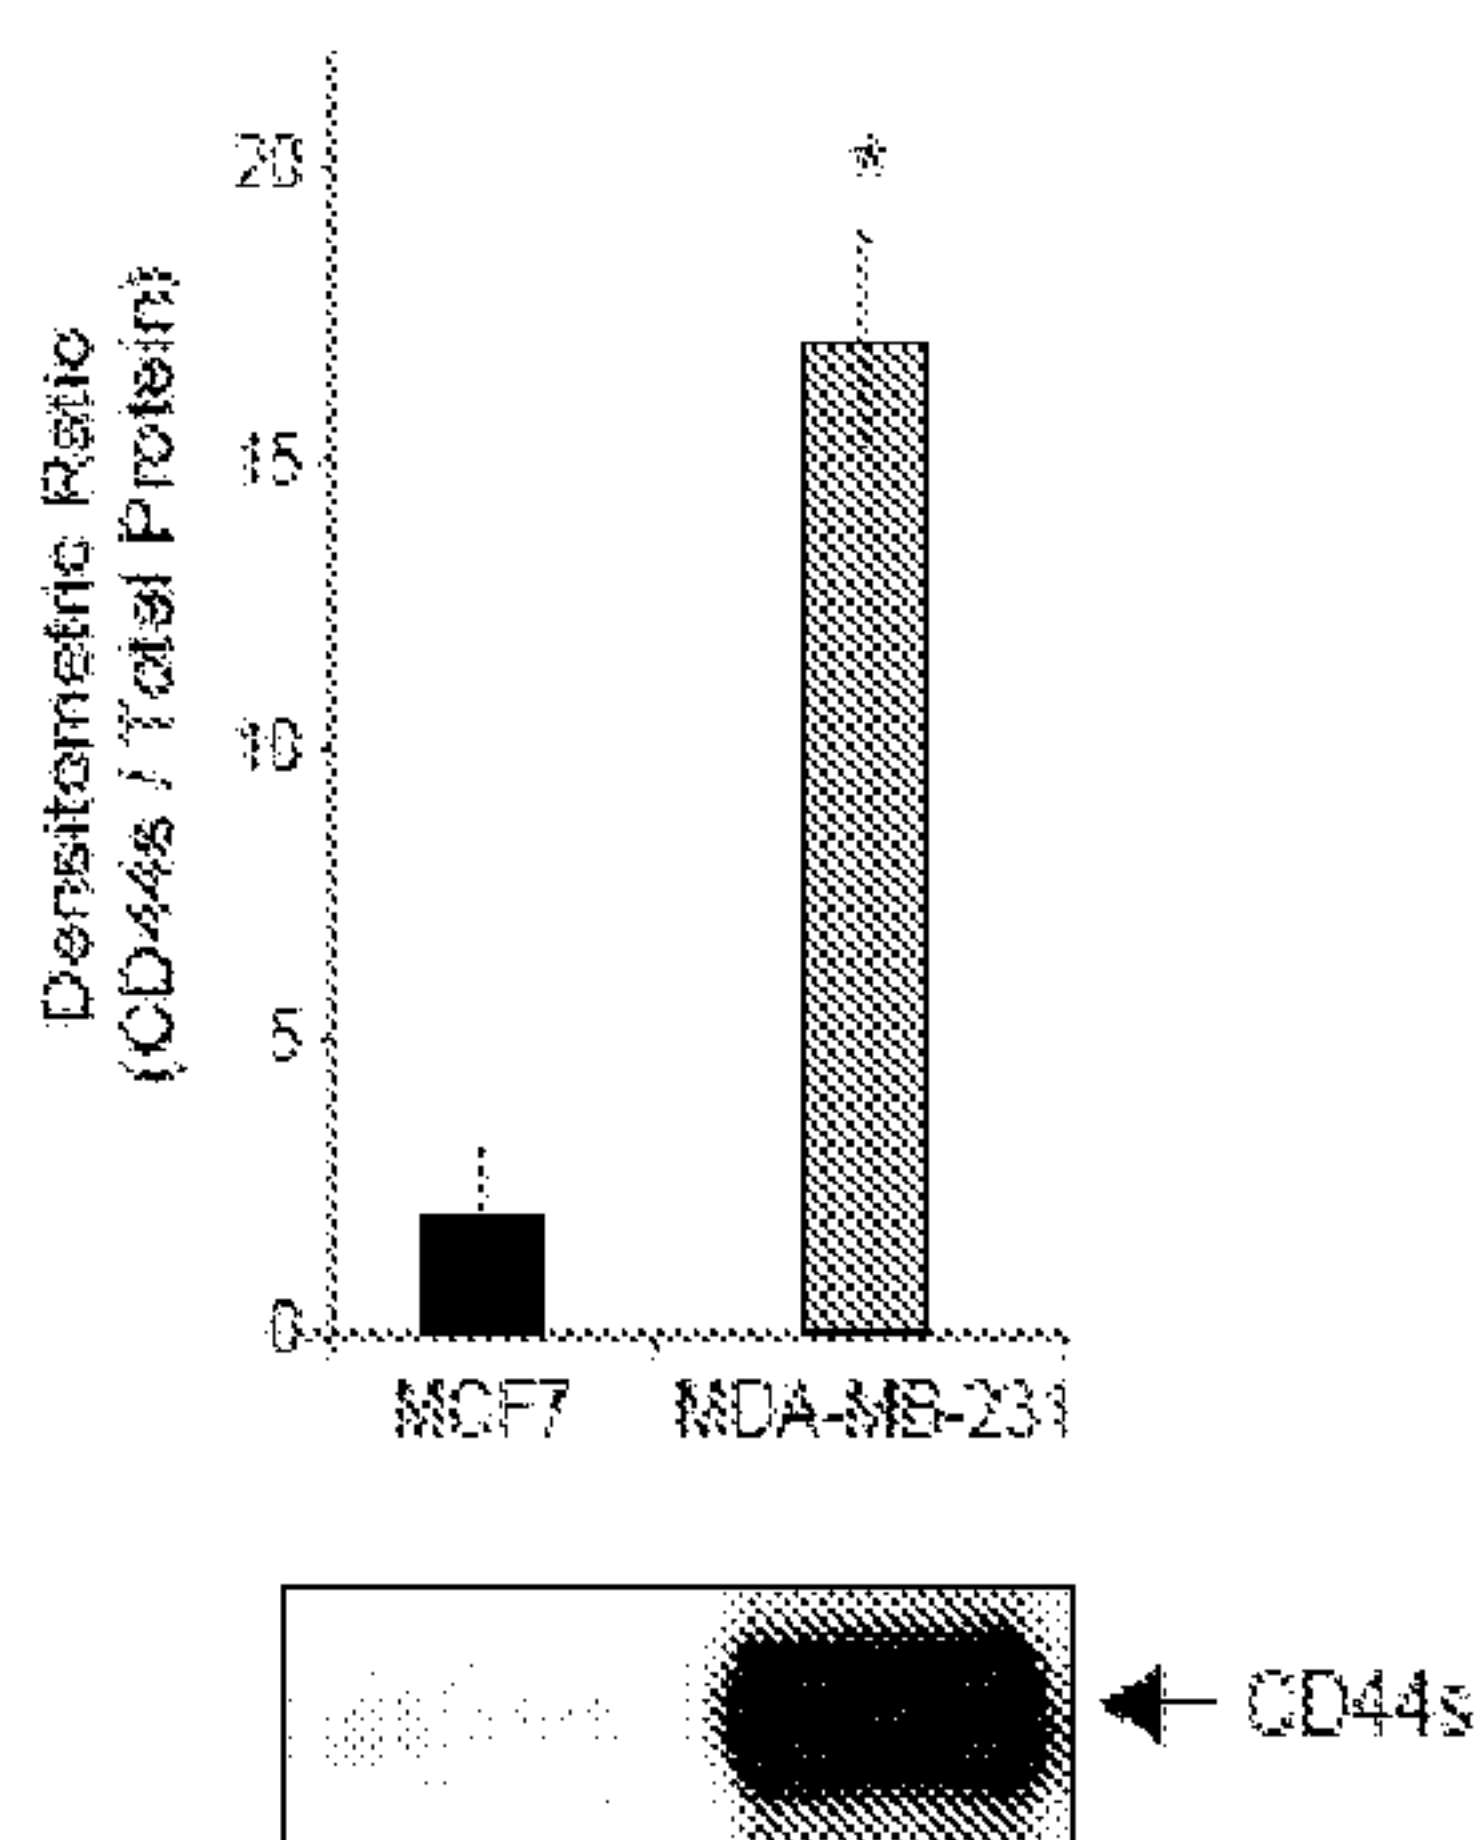 Densitometric Ratio
(CD44s / Total Protein)
20
*
15
10
5
0
MCF7
MDA-MB-231
CD44s